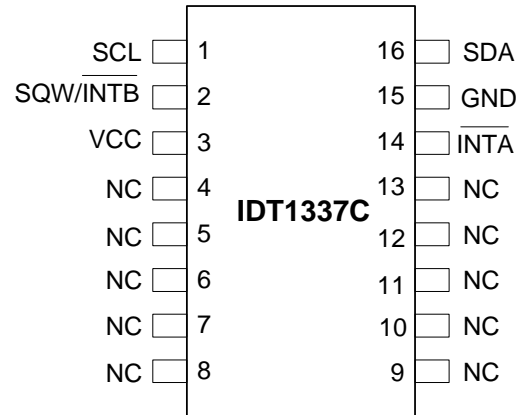 SCL 1 16 SDA
SQW/INTB 2 15 GND
VCC 3 14 INTA
NC 4 13 NC
IDT1337C
NC 5 12 NC
NC 6 11 NC
NC 7 10 NC
NC 8 9 NC